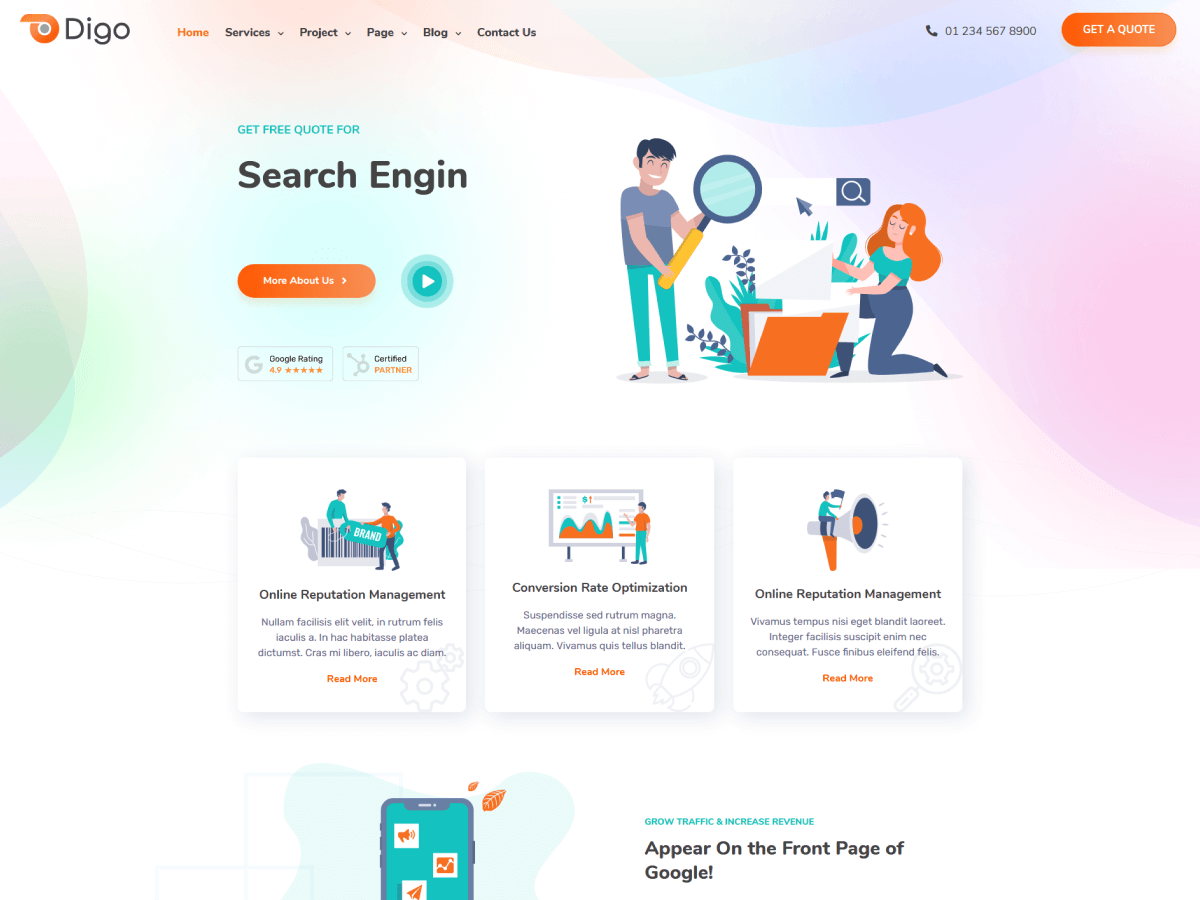 Digo
Home Services Project Page Blog Contact Us
01 234 567 8900
GET A QUOTE
GET FREE QUOTE FOR
Search Engin
More About Us
Google Rating
4.9 ★★★★★
Certified
PARTNER
BRAND
$
Online Reputation Management
Nullam facilisis elit velit, in rutrum felis
iaculis a. In hac habitasse platea
dictumst. Cras mi libero, iaculis ac diam.
Read More
Conversion Rate Optimization
Suspendisse sed rutrum magna.
Maecenas vel ligula at nisl pharetra
aliquam. Vivamus quis tellus blandit.
Read More
Online Reputation Management
Vivamus tempus nisi eget blandit laoreet.
Integer facilisis suscipit enim nec
consequat. Fusce finibus eleifend felis.
Read More
GROW TRAFFIC & INCREASE REVENUE
Appear On the Front Page of
Google!